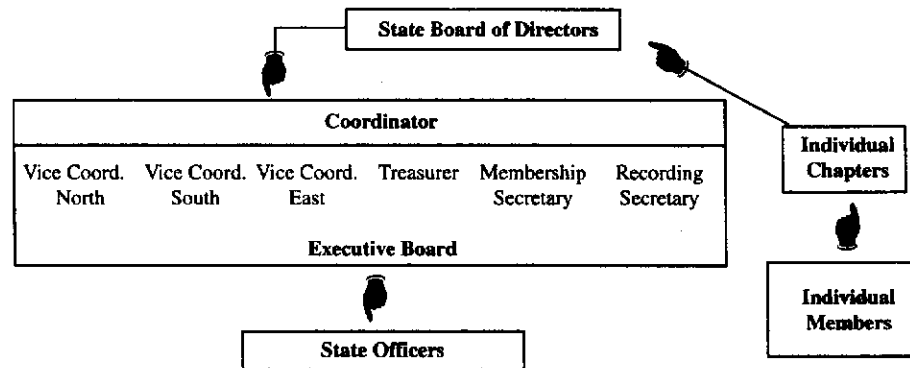 State Board of Directors
Coordinator
Vice Coord.
North
Vice Coord.
South
Vice Coord.
East
Treasurer
Membership
Secretary
Recording
Secretary
Executive Board
State Officers
Individual
Chapters
Individual
Members